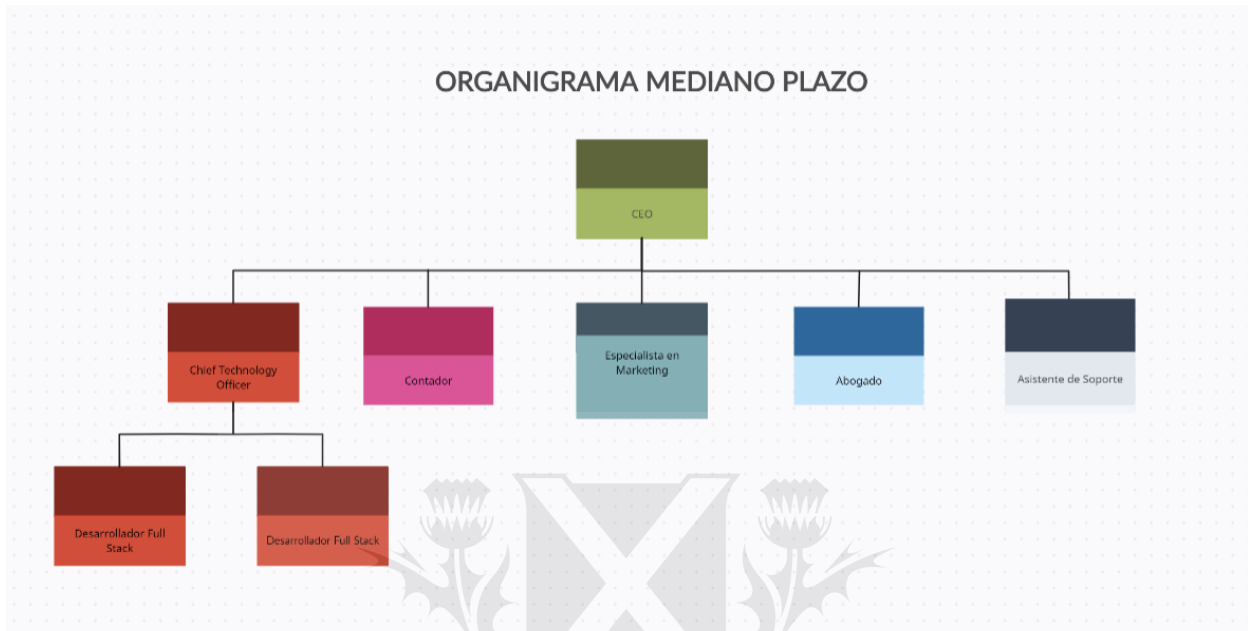 ORGANIGRAMA MEDIANO PLAZO
CEO
Chief Technology
Officer
Contador
Especialista en
Marketing
Abogado
Asistente de Soporte
Desarrollador Full
Stack
Desarrollador Full Stack